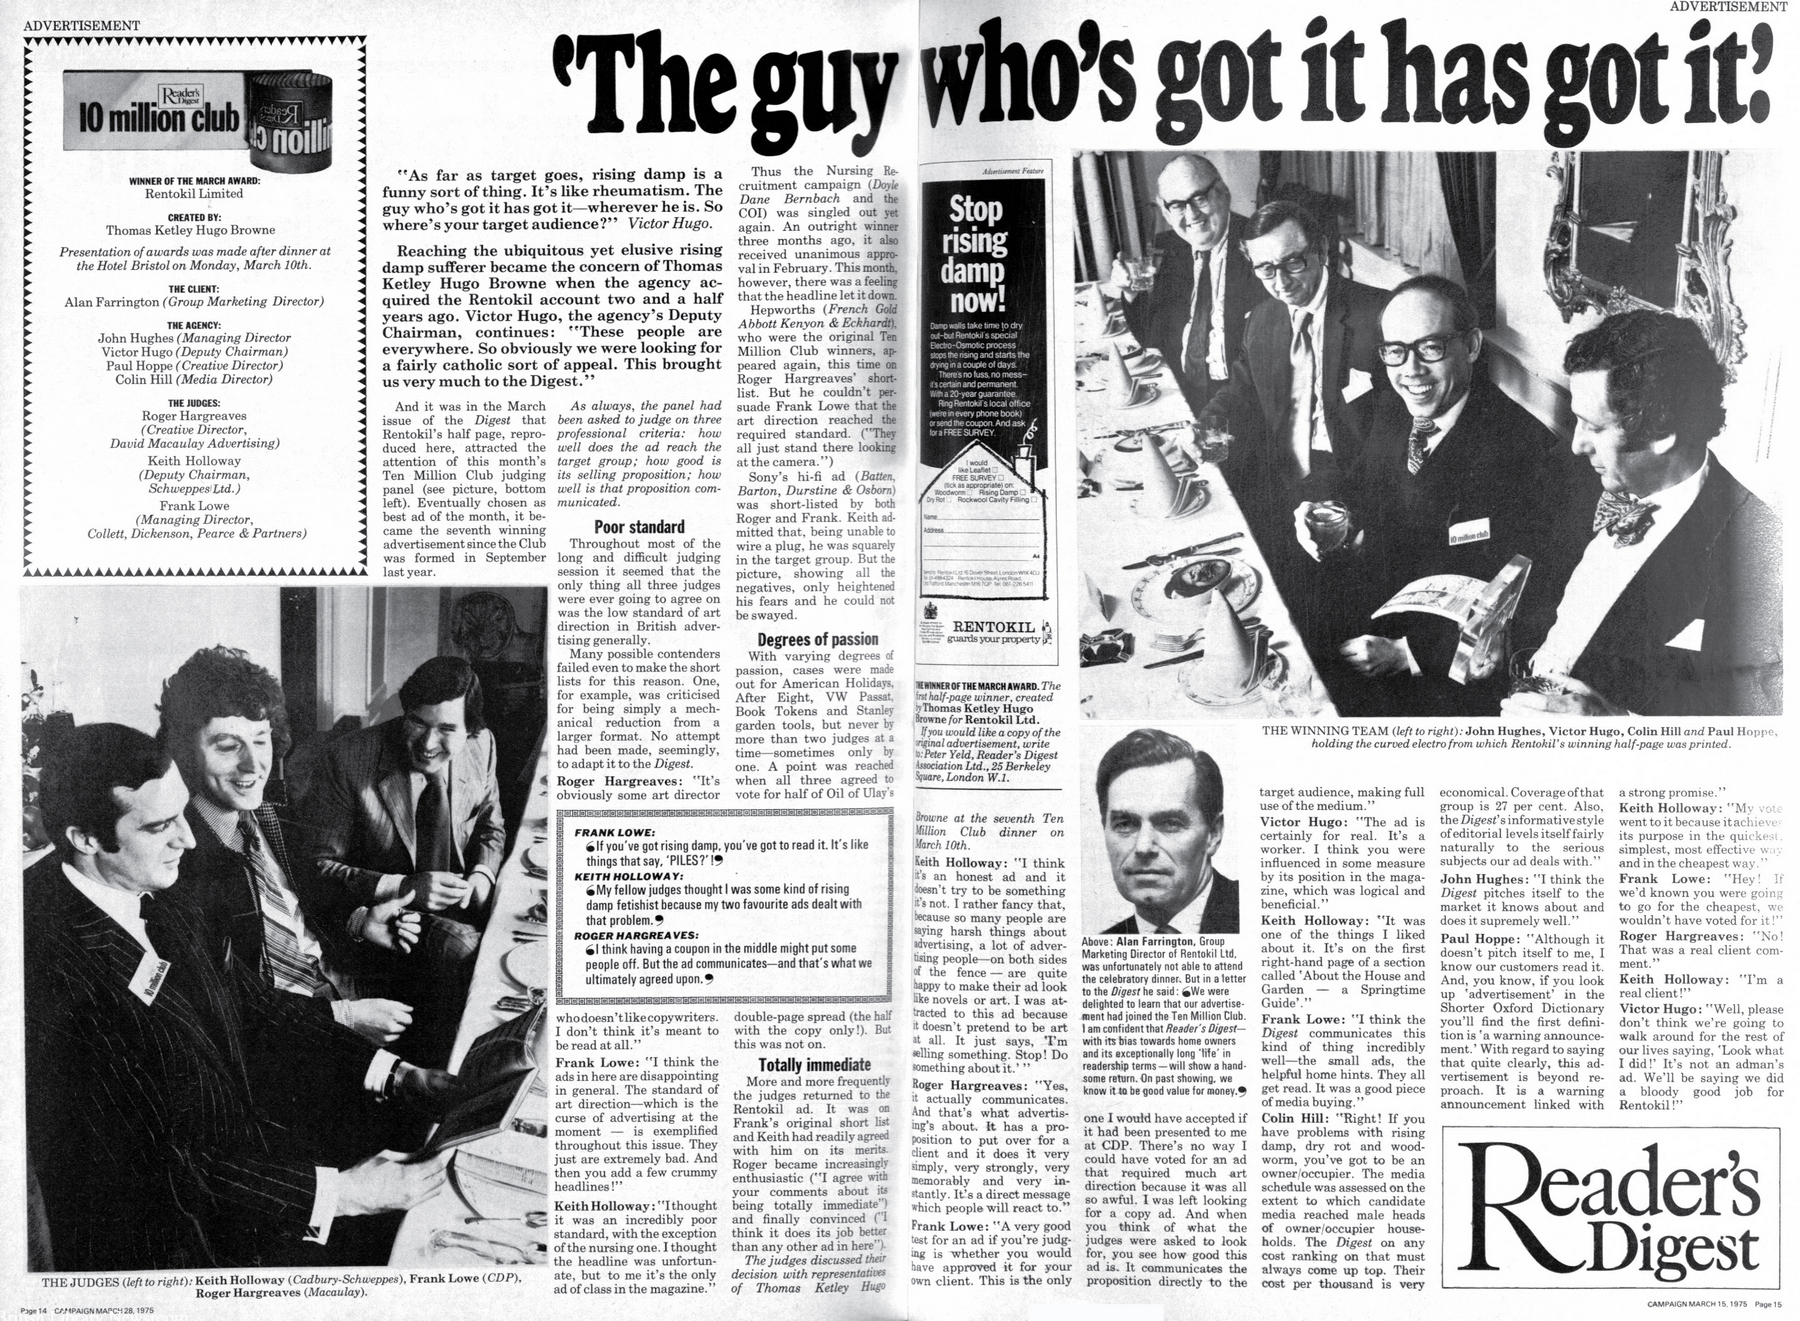 ADVERTISEMENT
ADVERTISEMENT
'The guy who's got it has got it'.
Reader's
Digest
10 million club
WINNER OF THE MARCH AWARD:
Rentokil Limited
CREATED BY:
Thomas Ketley Hugo Browne
Presentation of awards was made after dinner at
the Hotel Bristol on Monday, March 10th.
THE CLIENT:
Alan Farrington (Group Marketing Director)
THE AGENCY:
John Hughes (Managing Director
Victor Hugo (Deputy Chairman)
Paul Hoppe (Creative Director)
Colin Hill (Media Director)
THE JUDGES:
Roger Hargreaves
(Creative Director,
David Macaulay Advertising)
Keith Holloway
(Deputy Chairman,
Schweppes Ltd.)
Frank Lowe
(Managing Director,
Collett, Dickenson, Pearce & Partners)
"As far as target goes, rising damp is a
funny sort of thing. It's like rheumatism. The
guy who's got it has got it—wherever he is. So
where's your target audience?" Victor Hugo.
Reaching the ubiquitous yet elusive rising
damp sufferer became the concern of Thomas
Ketley Hugo Browne when the agency ac-
quired the Rentokil account two and a half
years ago. Victor Hugo, the agency's Deputy
Chairman, continues: "These people are
everywhere. So obviously we were looking for
a fairly catholic sort of appeal. This brought
us very much to the Digest."
And it was in the March
issue of the Digest that
Rentokil's half page, repro-
duced here, attracted the
attention of this month's
Ten Million Club judging
panel (see picture, bottom
left). Eventually chosen as
best ad of the month, it be-
came the seventh winning
advertisement since the Club
was formed in September
last year.
As always, the panel had
been asked to judge on three
professional criteria: how
well does the ad reach the
target group; how good is
its selling proposition; how
well is that proposition com-
municated.
Poor standard
Throughout most of the
long and difficult judging
session it seemed that the
only thing all three judges
were ever going to agree on
was the low standard of art
direction in British adver-
tising generally.
Many possible contenders
failed even to make the short
lists for this reason. One,
for example, was criticised
for being simply a mech-
anical reduction from a
larger format. No attempt
had been made, seemingly,
to adapt it to the Digest.
Roger Hargreaves: "It's
obviously some art director
who doesn't like copywriters.
I don't think it's meant to
be read at all."
Frank Lowe: "I think the
ads in here are disappointing
in general. The standard of
art direction—which is the
curse of advertising at the
moment — is exemplified
throughout this issue. They
just are extremely bad. And
then you add a few crummy
headlines!"
Keith Holloway: "I thought
it was an incredibly poor
standard, with the exception
of the nursing one. I thought
the headline was unfortun-
ate, but to me it's the only
ad of class in the magazine."
Thus the Nursing Re-
cruitment campaign (Doyle
Dane Bernbach and the
COI) was singled out yet
again. An outright winner
three months ago, it also
received unanimous appro-
val in February. This month,
however, there was a feeling
that the headline let it down.
Hepworths (French Gold
Abbott Kenyon & Eckhardt),
who were the original Ten
Million Club winners, ap-
peared again, this time on
Roger Hargreaves' short-
list. But he couldn't per-
suade Frank Lowe that the
art direction reached the
required standard. ("They
all just stand there looking
at the camera.")
Sony's hi-fi ad (Batten,
Barton, Durstine & Osborn)
was short-listed by both
Roger and Frank. Keith ad-
mitted that, being unable to
wire a plug, he was squarely
in the target group. But the
picture, showing all the
negatives, only heightened
his fears and he could not
be swayed.
Degrees of passion
With varying degrees of
passion, cases were made
out for American Holidays,
After Eight, VW Passat,
Book Tokens and Stanley
garden tools, but never by
more than two judges at a
time—sometimes only by
one. A point was reached
when all three agreed to
vote for half of Oil of Ulay's
double-page spread (the half
with the copy only!). But
this was not on.
Totally immediate
More and more frequently
the judges returned to the
Rentokil ad. It was on
Frank's original short list
and Keith had readily agreed
with him on its merits.
Roger became increasingly
enthusiastic ("I agree with
your comments about its
being totally immediate")
and finally convinced ("I
think it does its job better
than any other ad in here").
The judges discussed their
decision with representatives
of Thomas Ketley Hugo
FRANK LOWE:
If you've got rising damp, you've got to read it. It's like
things that say, 'PILES?'!
KEITH HOLLOWAY:
My fellow judges thought I was some kind of rising
damp fetishist because my two favourite ads dealt with
that problem.
ROGER HARGREAVES:
I think having a coupon in the middle might put some
people off. But the ad communicates—and that's what we
ultimately agreed upon.
10 million club
THE JUDGES (left to right): Keith Holloway (Cadbury-Schweppes), Frank Lowe (CDP),
Roger Hargreaves (Macaulay).
Page 14 CAMPAIGN MARCH 28, 1975
Advertisement Feature
Stop
rising
damp
now!
Damp walls take time to dry
out—but Rentokil's special
Electro-Osmotic process
stops the rising and starts the
drying in a couple of days.
There's no fuss, no mess—
it's certain and permanent.
With a 20-year guarantee.
Ring Rentokil's local office
(we're in every phone book)
or send the coupon. And ask
for a FREE SURVEY.
I would
like Leaflet
FREE SURVEY
(tick as appropriate) on:
Woodworm Rising Damp
Dry Rot Rockwool Cavity Filling
Name
Address
A4
RENTOKIL
guards your property
THE WINNER OF THE MARCH AWARD. The
first half-page winner, created
by Thomas Ketley Hugo
Browne for Rentokil Ltd.
If you would like a copy of the
original advertisement, write
to: Peter Yeld, Reader's Digest
Association Ltd., 25 Berkeley
Square, London W.1.
10 million club
THE WINNING TEAM (left to right): John Hughes, Victor Hugo, Colin Hill and Paul Hoppe,
holding the curved electro from which Rentokil's winning half-page was printed.
Browne at the seventh Ten
Million Club dinner on
March 10th.
Keith Holloway: "I think
it's an honest ad and it
doesn't try to be something
it's not. I rather fancy that,
because so many people are
saying harsh things about
advertising, a lot of adver-
tising people—on both sides
of the fence — are quite
happy to make their ad look
like novels or art. I was at-
tracted to this ad because
it doesn't pretend to be art
at all. It just says, 'I'm
selling something. Stop! Do
something about it.' "
Roger Hargreaves: "Yes,
it actually communicates.
And that's what advertis-
ing's about. It has a pro-
position to put over for a
client and it does it very
simply, very strongly, very
memorably and very in-
stantly. It's a direct message
which people will react to."
Frank Lowe: "A very good
test for an ad if you're judg-
ing is whether you would
have approved it for your
own client. This is the only
Above: Alan Farrington, Group
Marketing Director of Rentokil Ltd,
was unfortunately not able to attend
the celebratory dinner. But in a letter
to the Digest he said: We were
delighted to learn that our advertise-
ment had joined the Ten Million Club.
I am confident that Reader's Digest—
with its bias towards home owners
and its exceptionally long 'life' in
readership terms — will show a hand-
some return. On past showing, we
know it to be good value for money.
one I would have accepted if
it had been presented to me
at CDP. There's no way I
could have voted for an ad
that required much art
direction because it was all
so awful. I was left looking
for a copy ad. And when
you think of what the
judges were asked to look
for, you see how good this
ad is. It communicates the
proposition directly to the
target audience, making full
use of the medium."
Victor Hugo: "The ad is
certainly for real. It's a
worker. I think you were
influenced in some measure
by its position in the maga-
zine, which was logical and
beneficial."
Keith Holloway: "It was
one of the things I liked
about it. It's on the first
right-hand page of a section
called 'About the House and
Garden — a Springtime
Guide'."
Frank Lowe: "I think the
Digest communicates this
kind of thing incredibly
well—the small ads, the
helpful home hints. They all
get read. It was a good piece
of media buying."
Colin Hill: "Right! If you
have problems with rising
damp, dry rot and wood-
worm, you've got to be an
owner/occupier. The media
schedule was assessed on the
extent to which candidate
media reached male heads
of owner/occupier house-
holds. The Digest on any
cost ranking on that must
always come up top. Their
cost per thousand is very
economical. Coverage of that
group is 27 per cent. Also,
the Digest's informative style
of editorial levels itself fairly
naturally to the serious
subjects our ad deals with."
John Hughes: "I think the
Digest pitches itself to the
market it knows about and
does it supremely well."
Paul Hoppe: "Although it
doesn't pitch itself to me, I
know our customers read it.
And, you know, if you look
up 'advertisement' in the
Shorter Oxford Dictionary
you'll find the first defini-
tion is 'a warning announce-
ment.' With regard to saying
that quite clearly, this ad-
vertisement is beyond re-
proach. It is a warning
announcement linked with
a strong promise."
Keith Holloway: "My vote
went to it because it achieves
its purpose in the quickest,
simplest, most effective way
and in the cheapest way."
Frank Lowe: "Hey! If
we'd known you were going
to go for the cheapest, we
wouldn't have voted for it!"
Roger Hargreaves: "No!
That was a real client com-
ment."
Keith Holloway: "I'm a
real client!"
Victor Hugo: "Well, please
don't think we're going to
walk around for the rest of
our lives saying, 'Look what
I did!' It's not an adman's
ad. We'll be saying we did
a bloody good job for
Rentokil!"
Reader's
Digest
CAMPAIGN MARCH 15, 1975 Page 15